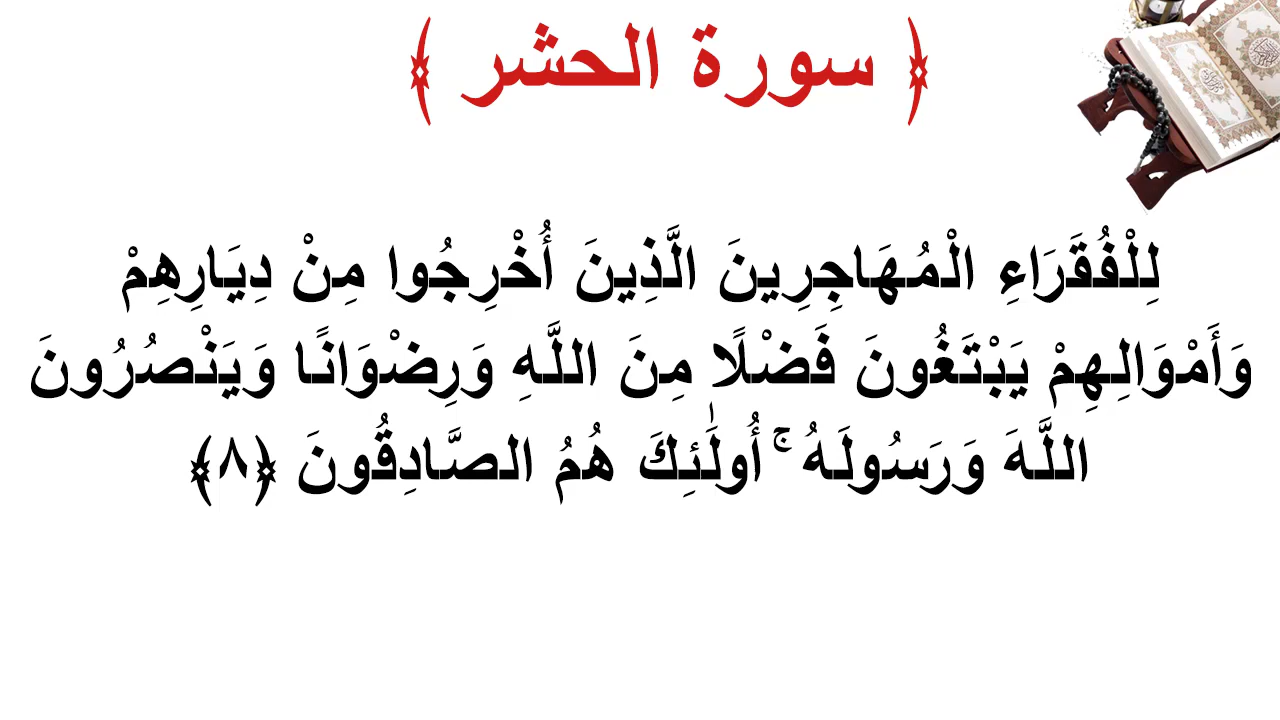 ﴿ سورة الحشر ﴾
لِلْفُقَرَاءِ الْمُهَاجِرِينَ الَّذِينَ أُخْرِجُوا مِنْ دِيَارِهِمْ
وَأَمْوَالِهِمْ يَبْتَغُونَ فَضْلًا مِنَ اللَّهِ وَرِضْوَانًا وَيَنْصُرُونَ
اللَّهَ وَرَسُولَهُ ۚ أُولَٰئِكَ هُمُ الصَّادِقُونَ ﴿٨﴾